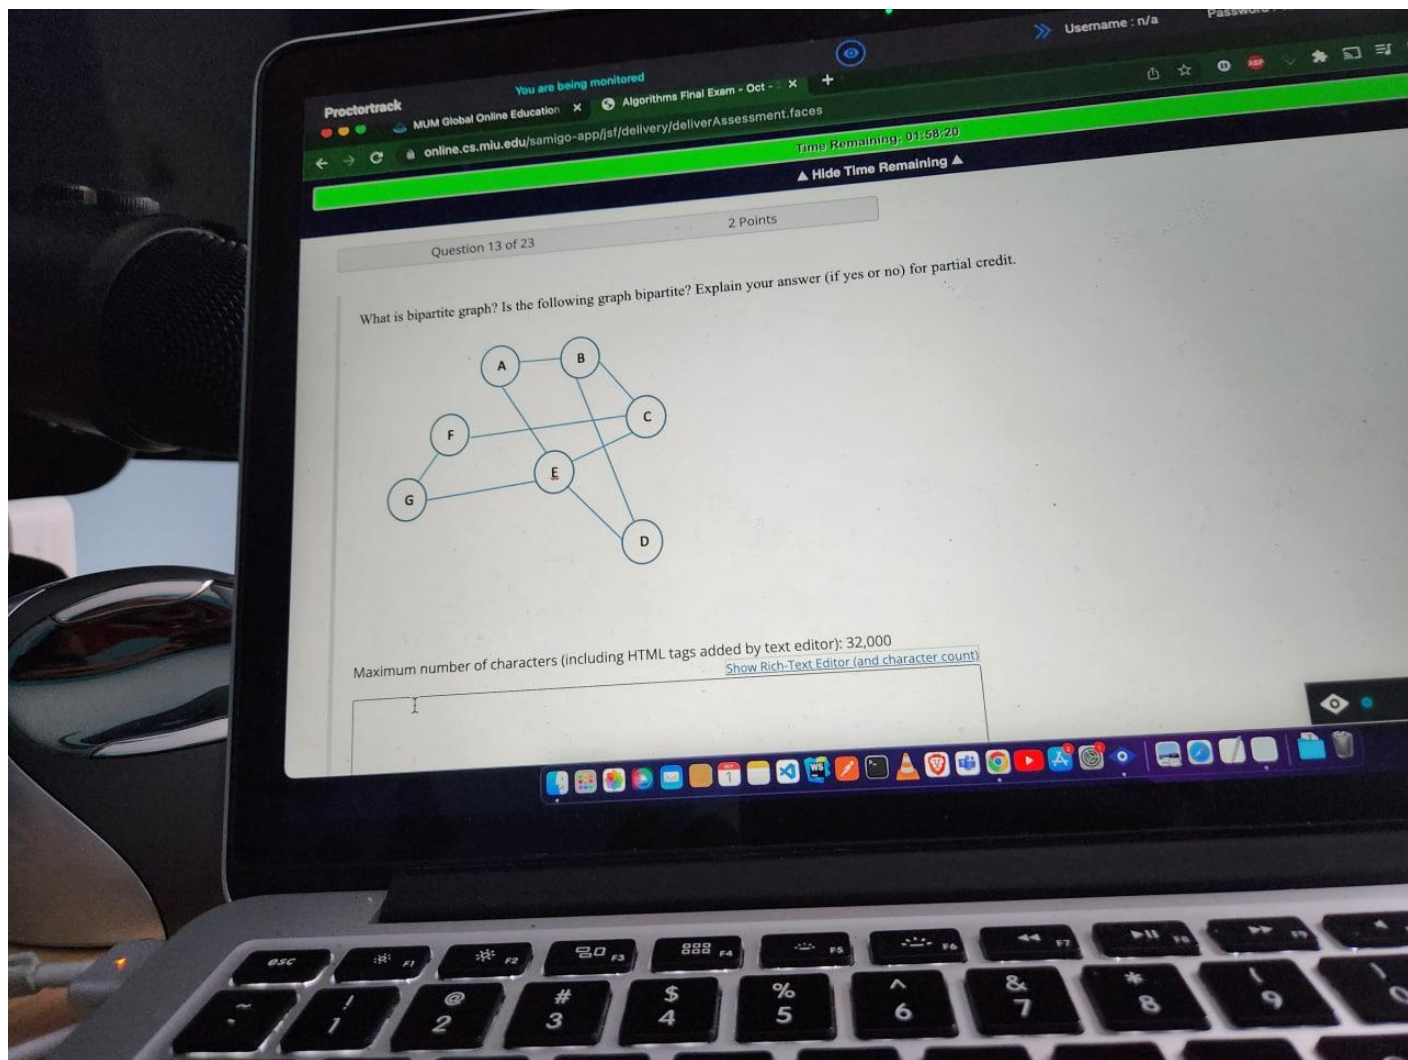 Username : n/a
You are being monitored
Proctortrack
MUM Global Online Education
Algorithms Final Exam - Oct -
online.cs.miu.edu/samigo-app/jsf/delivery/deliverAssessment.faces
ABP
Time Remaining: 01:58:20
▲ Hide Time Remaining ▲
Question 13 of 23
2 Points
What is bipartite graph? Is the following graph bipartite? Explain your answer (if yes or no) for partial credit.
A
B
C
F
E
G
D
Maximum number of characters (including HTML tags added by text editor): 32,000
Show Rich-Text Editor (and character count)
1
WS
esc
F1
F2
F3
F4
F5
F6
F7
F8
F9
~
`
!
1
@
2
#
3
$
4
%
5
^
6
&
7
*
8
(
9
)
0